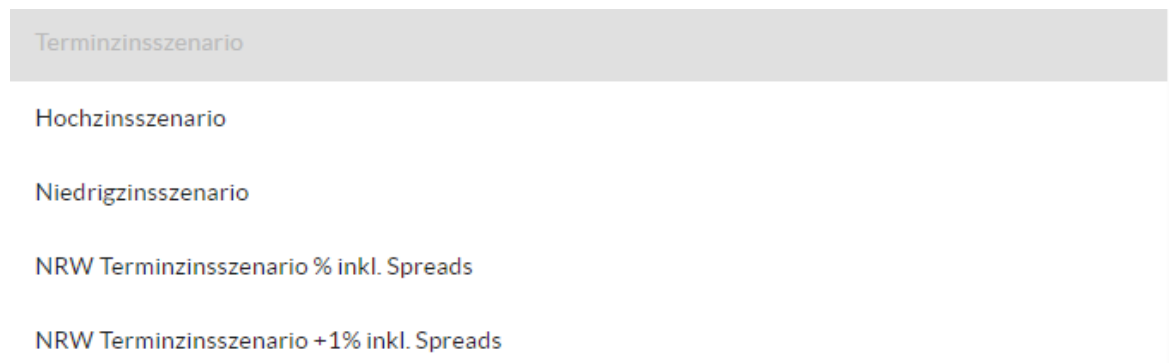 Terminzinsszenario
Hochzinsszenario
Niedrigzinsszenario
NRW Terminzinsszenario % inkl. Spreads
NRW Terminzinsszenario +1% inkl. Spreads